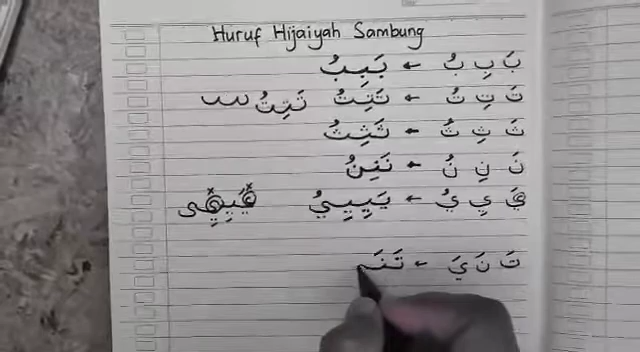 Huruf Hijaiyah Sambung
بَ بِ بُ ← بَبِبُ
تَ تِ تُ ← تَتِتُ تَتِتُ
ثَ ثِ ثُ ← ثَثِثُ
نَ نِ نُ ← نَنِنُ
يَ يِ يُ ← يَيِيُ
تَ نَ يَ ← تَنَـ